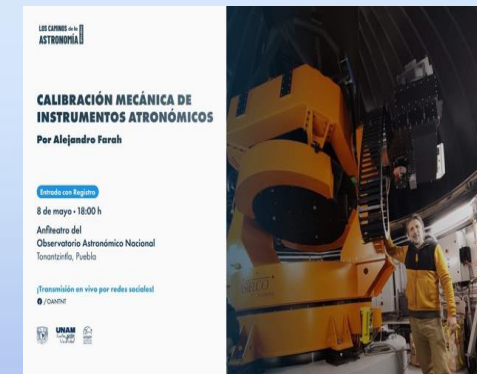 LOS CAMINOS de la
ASTRONOMÍA
CALIBRACIÓN MECÁNICA DE
INSTRUMENTOS ATRONÓMICOS
Por Alejandro Farah
Entrada con Registro
8 de mayo • 18:00 h
Anfiteatro del
Observatorio Astronómico Nacional
Tonantzintla, Puebla
¡Transmisión en vivo por redes sociales!
/OANTNT
UNAM